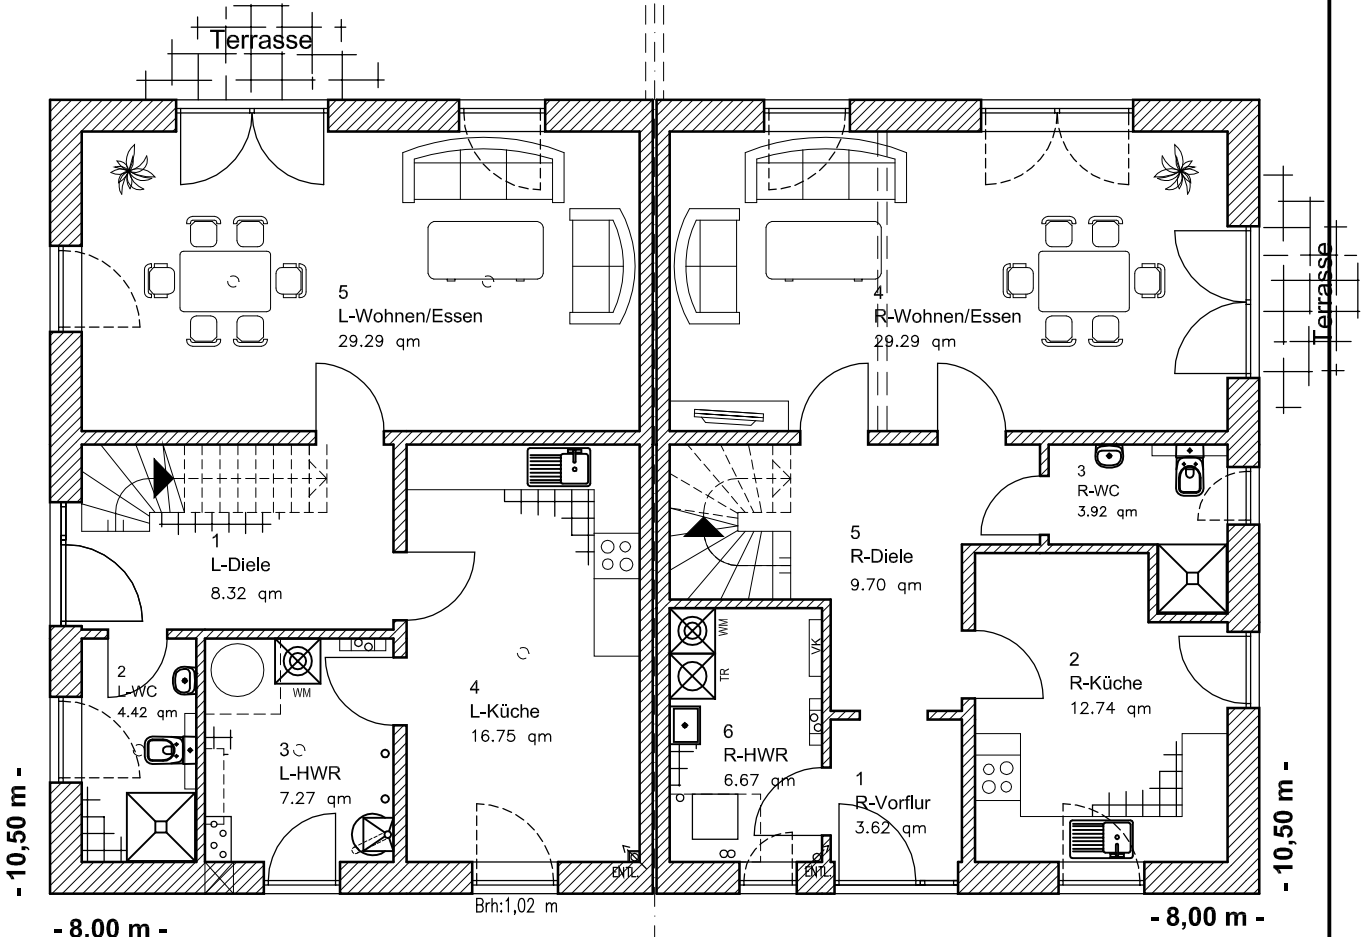 Terrasse
5
L-Wohnen/Essen
29.29 qm
4
R-Wohnen/Essen
29.29 qm
Terrasse
1
L-Diele
8.32 qm
5
R-Diele
9.70 qm
3
R-WC
3.92 qm
2
L-WC
4.42 qm
WM
3
L-HWR
7.27 qm
4
L-Küche
16.75 qm
WM
TR
VK
6
R-HWR
6.67 qm
1
R-Vorflur
3.62 qm
2
R-Küche
12.74 qm
ENTL.
ENTL.
Brh:1,02 m
- 10,50 m -
- 10,50 m -
- 8,00 m -
- 8,00 m -